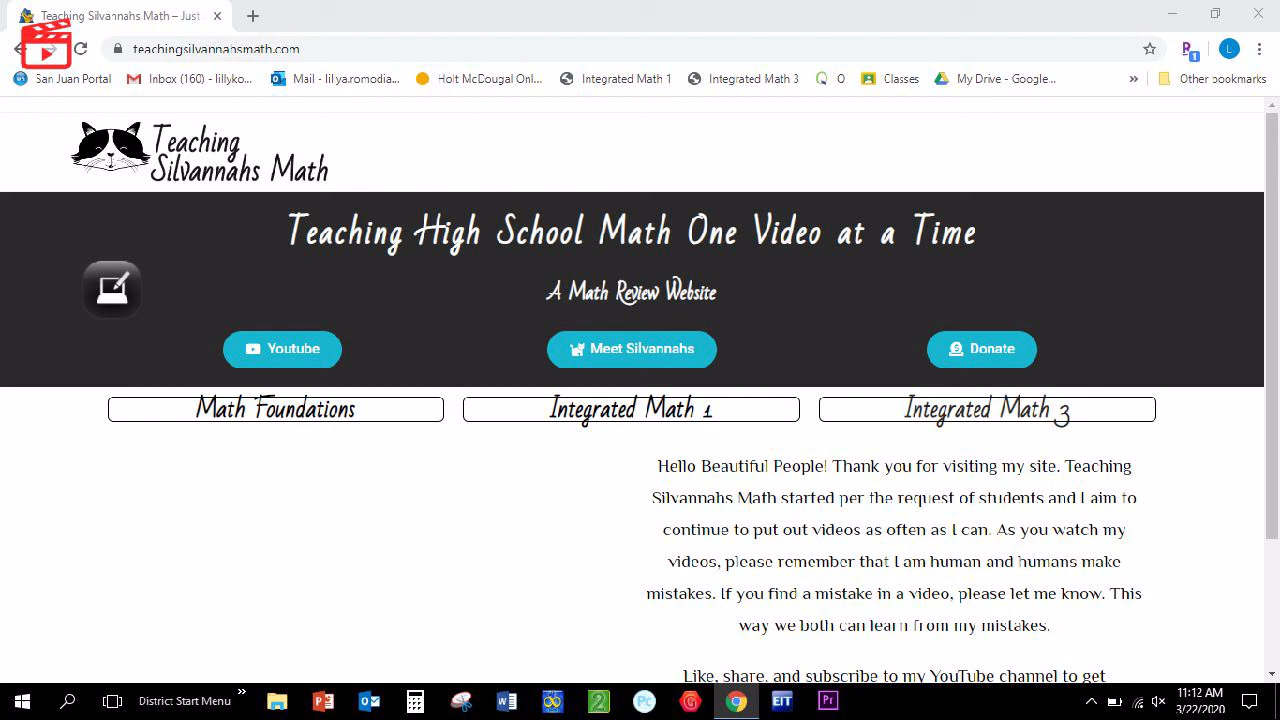 Teaching Silvannahs Math – Just
teachingsilvannahsmath.com
L
1
San Juan Portal
Inbox (160) - lillyko...
Mail - lilya.romodia...
Holt McDougal Onl...
Integrated Math 1
Integrated Math 3
O
Classes
My Drive - Google...
»
Other bookmarks
Teaching
Silvannahs Math
Teaching High School Math One Video at a Time
A Math Review Website
Youtube
Meet Silvannahs
Donate
Math Foundations
Integrated Math 1
Integrated Math 3
Hello Beautiful People! Thank you for visiting my site. Teaching
Silvannahs Math started per the request of students and I aim to
continue to put out videos as often as I can. As you watch my
videos, please remember that I am human and humans make
mistakes. If you find a mistake in a video, please let me know. This
way we both can learn from my mistakes.
Like, share, and subscribe to my YouTube channel to get
District Start Menu
»
EIT
Pr
11:12 AM
3/22/2020